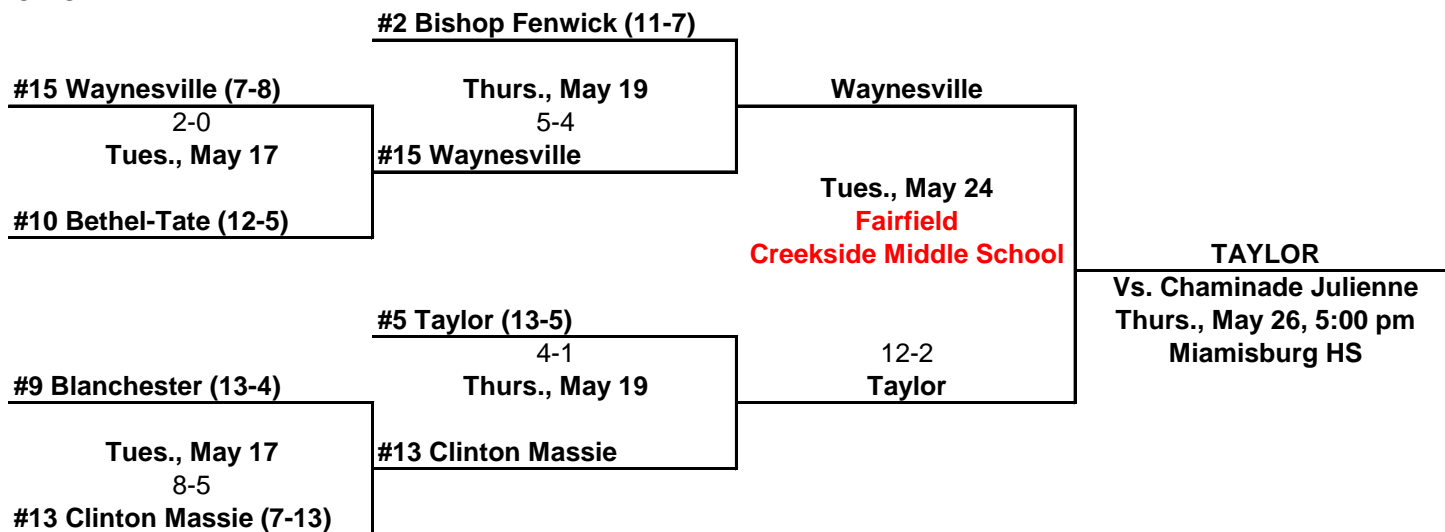 #2 Bishop Fenwick (11-7)
#15 Waynesville (7-8)
Thurs., May 19
Waynesville
2-0
5-4
Tues., May 17
#15 Waynesville
Tues., May 24
#10 Bethel-Tate (12-5)
Fairfield
Creekside Middle School
TAYLOR
Vs. Chaminade Julienne
#5 Taylor (13-5)
Thurs., May 26, 5:00 pm
4-1
12-2
Miamisburg HS
#9 Blanchester (13-4)
Thurs., May 19
Taylor
Tues., May 17
#13 Clinton Massie
8-5
#13 Clinton Massie (7-13)